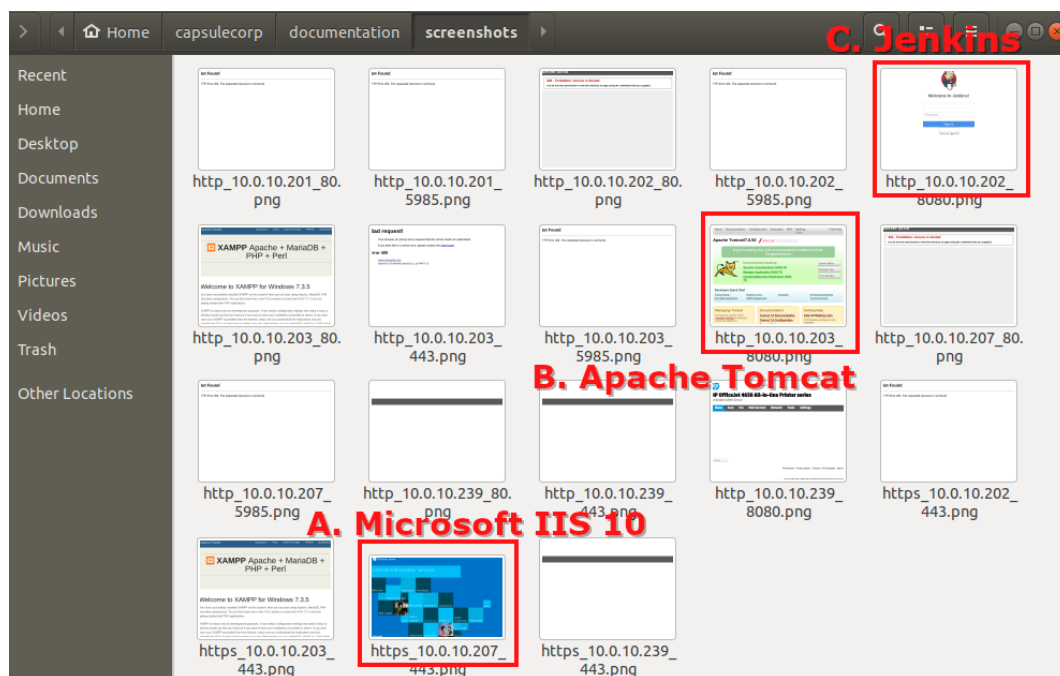 Home capsulecorp documentation screenshots
C. Jenkins
Recent
Home
Desktop
Documents
Downloads
Music
Pictures
Videos
Trash
Other Locations
Welcome to Jenkins!
http_10.0.10.201_80.
png
http_10.0.10.201_
5985.png
http_10.0.10.202_80.
png
http_10.0.10.202_
5985.png
http_10.0.10.202_
8080.png
XAMPP Apache + MariaDB +
PHP + Perl
Welcome to XAMPP for Windows 7.3.5
bad request!
http_10.0.10.203_80.
png
http_10.0.10.203_
443.png
http_10.0.10.203_
5985.png
http_10.0.10.203_
8080.png
http_10.0.10.207_80.
png
B. Apache Tomcat
http_10.0.10.207_
5985.png
http_10.0.10.239_80.
png
http_10.0.10.239_
443.png
http_10.0.10.239_
8080.png
https_10.0.10.202_
443.png
A. Microsoft IIS 10
XAMPP Apache + MariaDB +
PHP + Perl
Welcome to XAMPP for Windows 7.3.5
https_10.0.10.203_
443.png
https_10.0.10.207_
443.png
https_10.0.10.239_
443.png